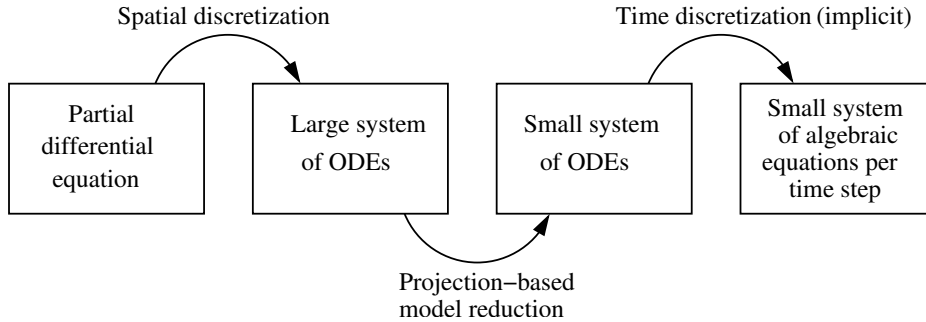 Spatial discretization
Time discretization (implicit)
Partial
differential
equation
Large system
of ODEs
Small system
of ODEs
Small system
of algebraic
equations per
time step
Projection−based
model reduction